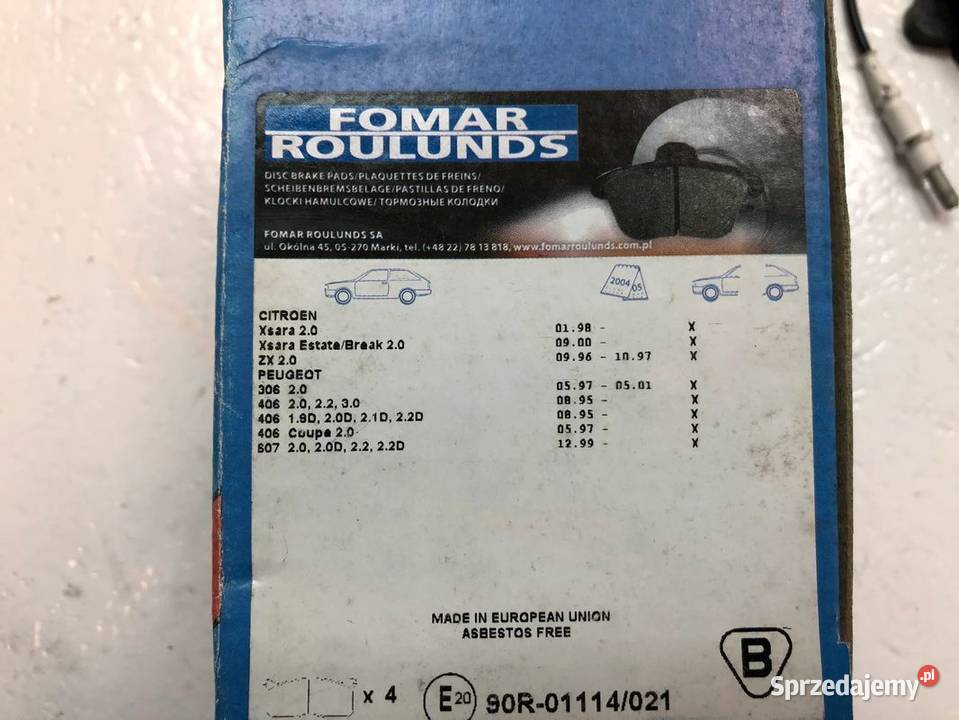 FOMAR
ROULUNDS
DISC BRAKE PADS/PLAQUETTES DE FREINS/
SCHEIBENBREMSBELAGE/PASTILLAS DE FRENO/
KLOCKI HAMULCOWE/ТОРМОЗНЫЕ КОЛОДКИ
FOMAR ROULUNDS SA
ul. Okólna 45, 05-270 Marki, tel. (+48 22) 78 13 818, www.fomarroulunds.com.pl
2004 05
CITROEN
Xsara 2.0 01.98 - X
Xsara Estate/Break 2.0 09.00 - X
ZX 2.0 09.96 - 10.97 X
PEUGEOT
306 2.0 05.97 - 05.01 X
406 2.0, 2.2, 3.0 08.95 - X
406 1.9D, 2.0D, 2.1D, 2.2D 08.95 - X
406 Coupe 2.0 05.97 - X
607 2.0, 2.0D, 2.2, 2.2D 12.99 - X
MADE IN EUROPEAN UNION
ASBESTOS FREE
B
x 4 E20 90R-01114/021
Sprzedajemy.pl